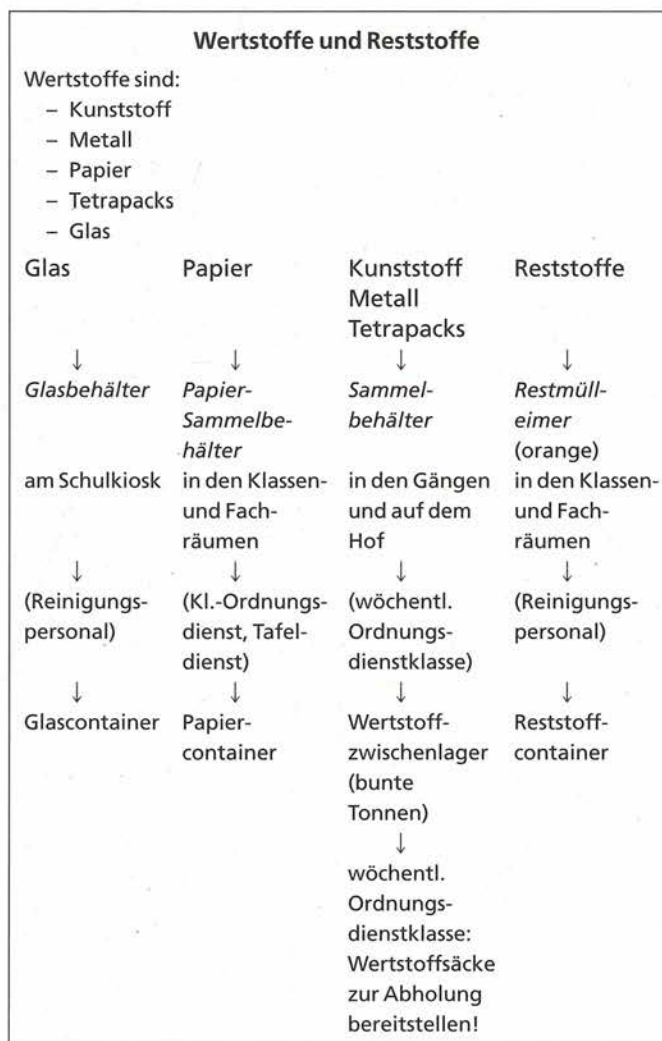 Wertstoffe und Reststoffe
Wertstoffe sind:
– Kunststoff
– Metall
– Papier
– Tetrapacks
– Glas
Glas
↓
Glasbehälter
am Schulkiosk
↓
(Reinigungs-
personal)
↓
Glascontainer
Papier
↓
Papier-
Sammelbe-
hälter
in den Klassen-
und Fach-
räumen
↓
(Kl.-Ordnungs-
dienst, Tafel-
dienst)
↓
Papier-
container
Kunststoff
Metall
Tetrapacks
↓
Sammel-
behälter
in den Gängen
und auf dem
Hof
↓
(wöchentl.
Ordnungs-
dienstklasse)
↓
Wertstoff-
zwischenlager
(bunte
Tonnen)
↓
wöchentl.
Ordnungs-
dienstklasse:
Wertstoffsäcke
zur Abholung
bereitstellen!
Reststoffe
↓
Restmüll-
eimer
(orange)
in den Klassen-
und Fach-
räumen
↓
(Reinigungs-
personal)
↓
Reststoff-
container